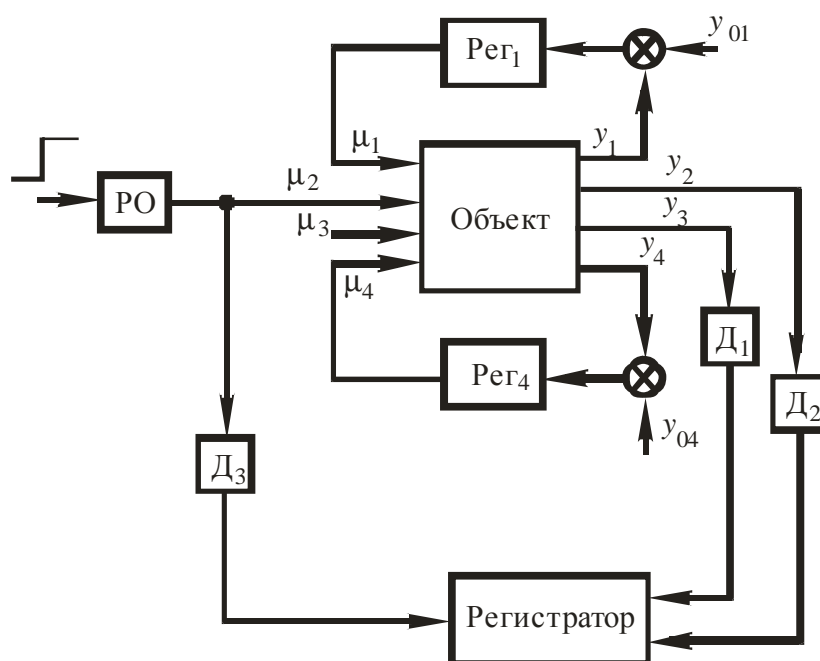 y₀₁
Рег₁
μ₁
y₁
y₂
РО
μ₂
Объект
y₃
μ₃
y₄
μ₄
Д₁
Рег₄
Д₂
y₀₄
Д₃
Регистратор